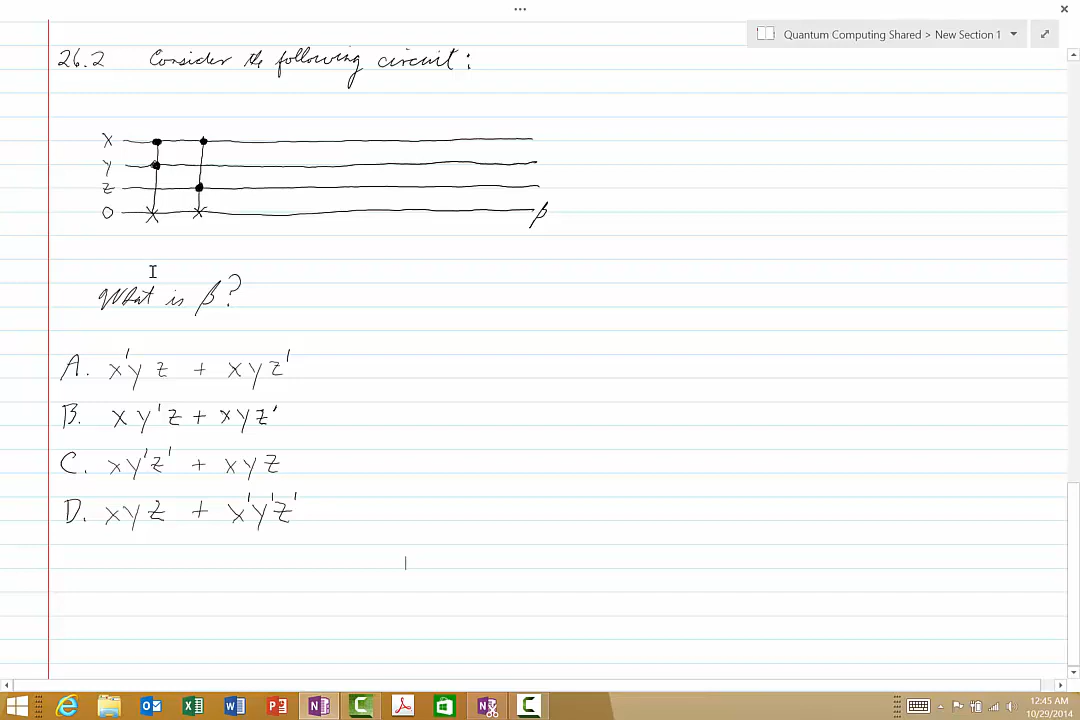 ...
Quantum Computing Shared > New Section 1
26.2 Consider the following circuit:
X
Y
Z
0 β
What is β?
A. x'yz + xyz'
B. xy'z + xyz'
C. xy'z' + xyz
D. xyz + x'y'z'
12:45 AM
10/29/2014